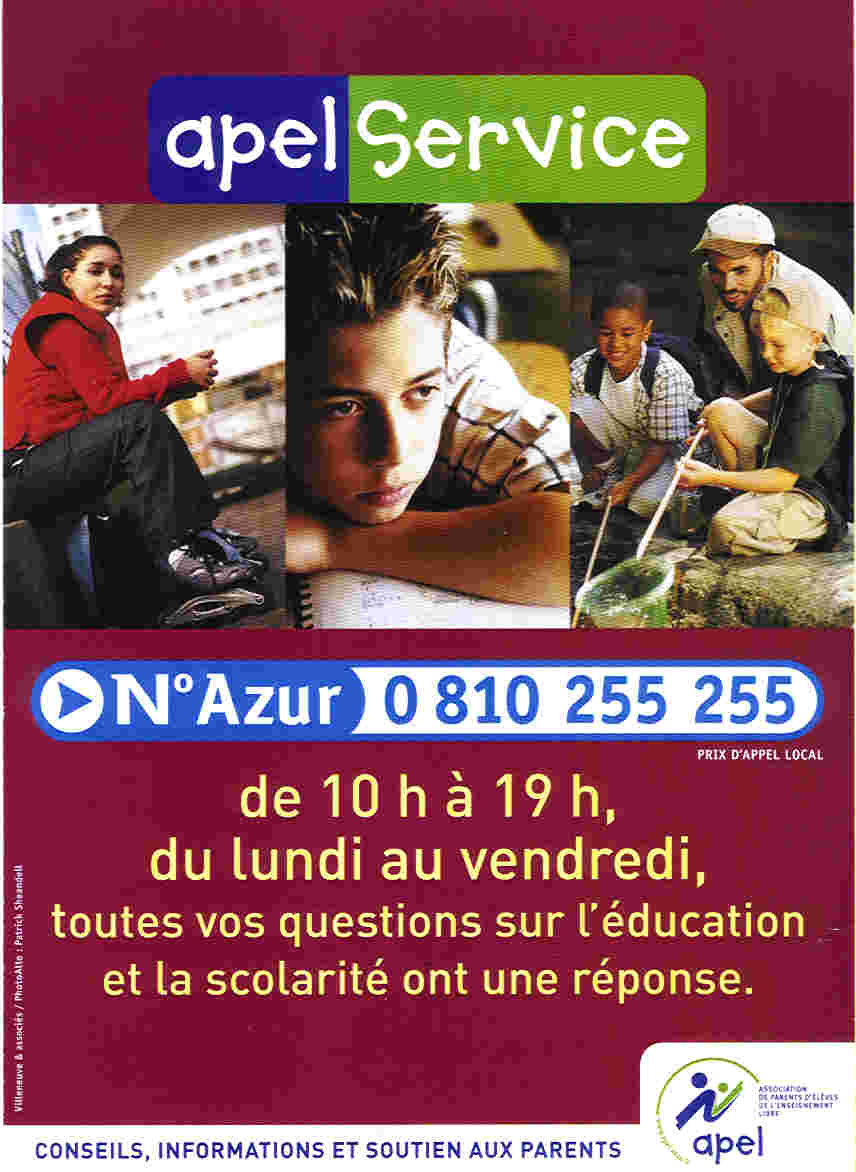 apel Service
N° Azur 0 810 255 255
PRIX D'APPEL LOCAL
de 10 h à 19 h,
du lundi au vendredi,
toutes vos questions sur l'éducation
et la scolarité ont une réponse.
Villeneuve & associés / PhotoAlto : Patrick Sheandell
CONSEILS, INFORMATIONS ET SOUTIEN AUX PARENTS
ASSOCIATION
DE PARENTS D'ÉLÈVES
DE L'ENSEIGNEMENT
LIBRE
apel